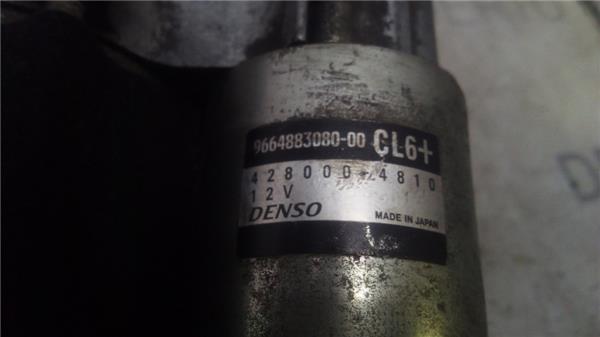 9664883080-00 CL6+
428000-4810
12V
DENSO MADE IN JAPAN